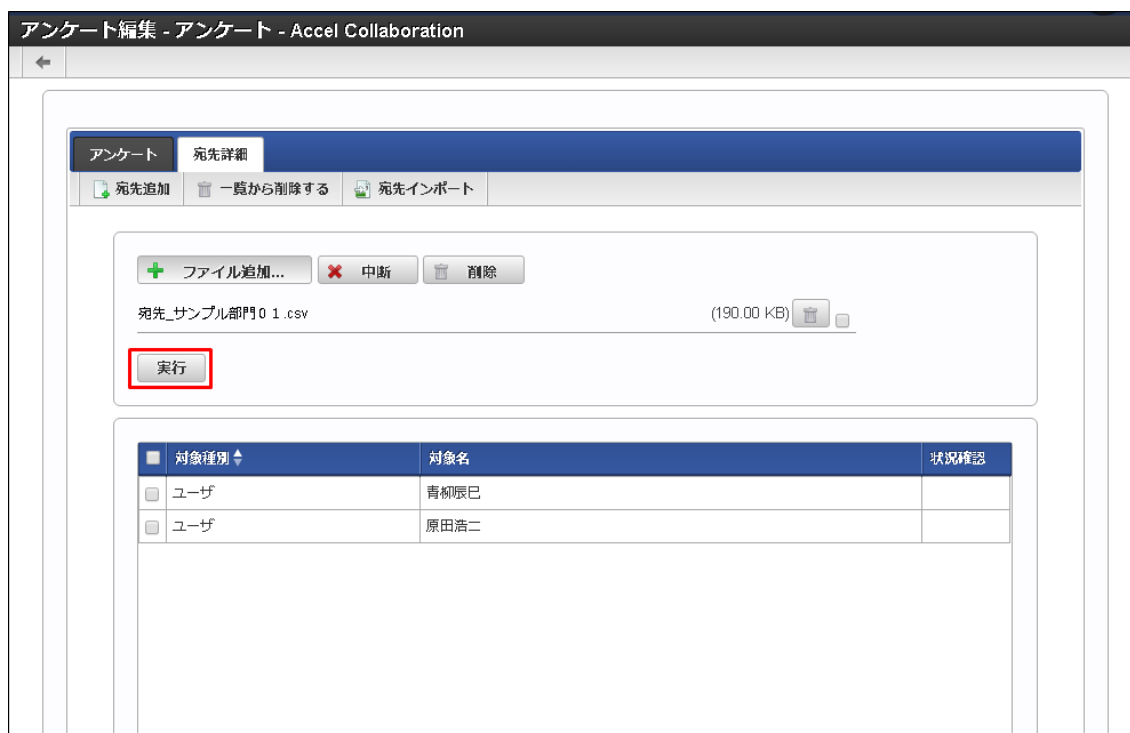 アンケート編集 - アンケート - Accel Collaboration
アンケート 宛先詳細
宛先追加 一覧から削除する 宛先インポート
ファイル追加... 中断 削除
宛先_サンプル部門０１.csv (190.00 KB)
実行
対象種別 対象名 状況確認
ユーザ 青柳辰巳
ユーザ 原田浩二